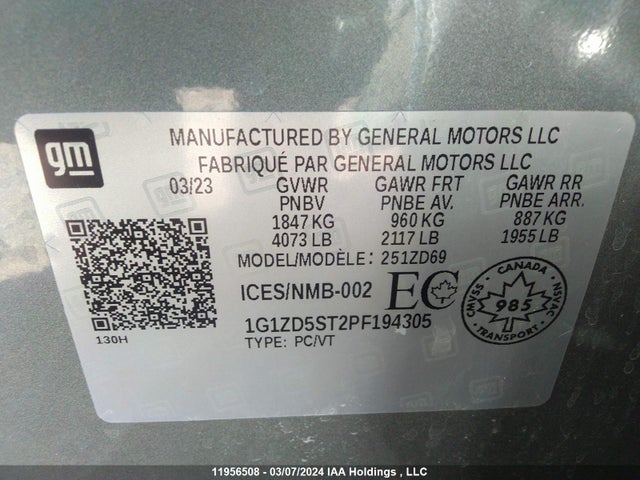 gm
MANUFACTURED BY GENERAL MOTORS LLC
FABRIQUÉ PAR GENERAL MOTORS LLC
03/23 GVWR GAWR FRT GAWR RR
PNBV PNBE AV. PNBE ARR.
1847 KG 960 KG 887 KG
4073 LB 2117 LB 1955 LB
MODEL/MODÈLE: 251ZD69
ICES/NMB-002 EC
CANADA
CMVSS 985 NSVAC
TRANSPORT
1G1ZD5ST2PF194305
130H TYPE: PC/VT
11956508 - 03/07/2024 IAA Holdings , LLC